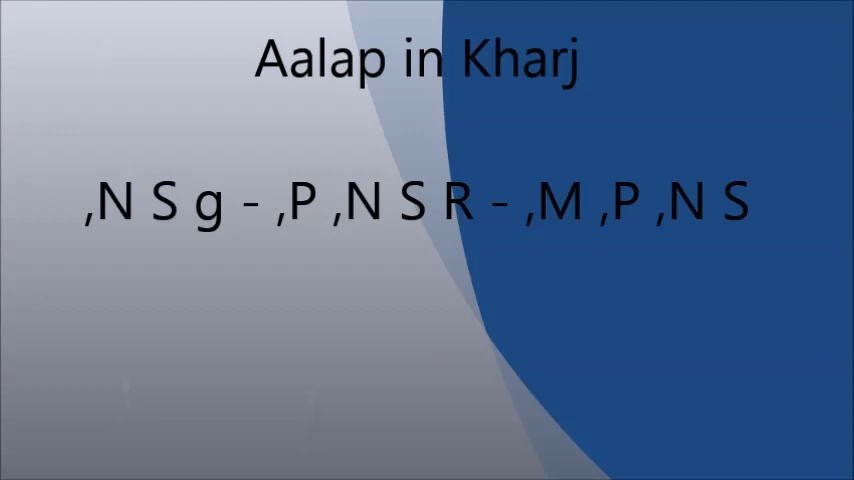 Aalap in Kharj
,N S g - ,P ,N S R - ,M ,P ,N S